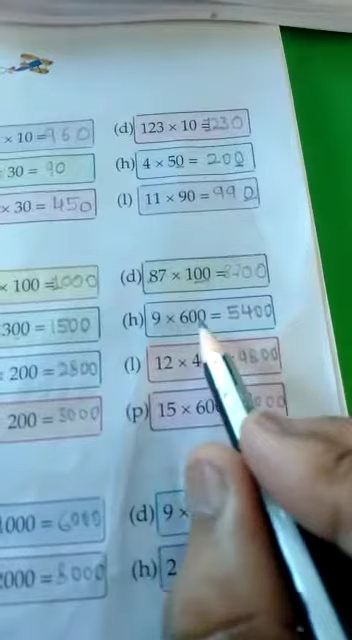 × 10 = 960 (d) 123 × 10 = 1230
30 = 90 (h) 4 × 50 = 200
× 30 = 450 (l) 11 × 90 = 990
× 100 = 1000 (d) 87 × 100 = 8700
300 = 1500 (h) 9 × 600 = 5400
200 = 2800 (l) 12 × 4 4800
200 = 3000 (p) 15 × 60 000
1000 = 6000 (d) 9 ×
2000 = 8000 (h) 2